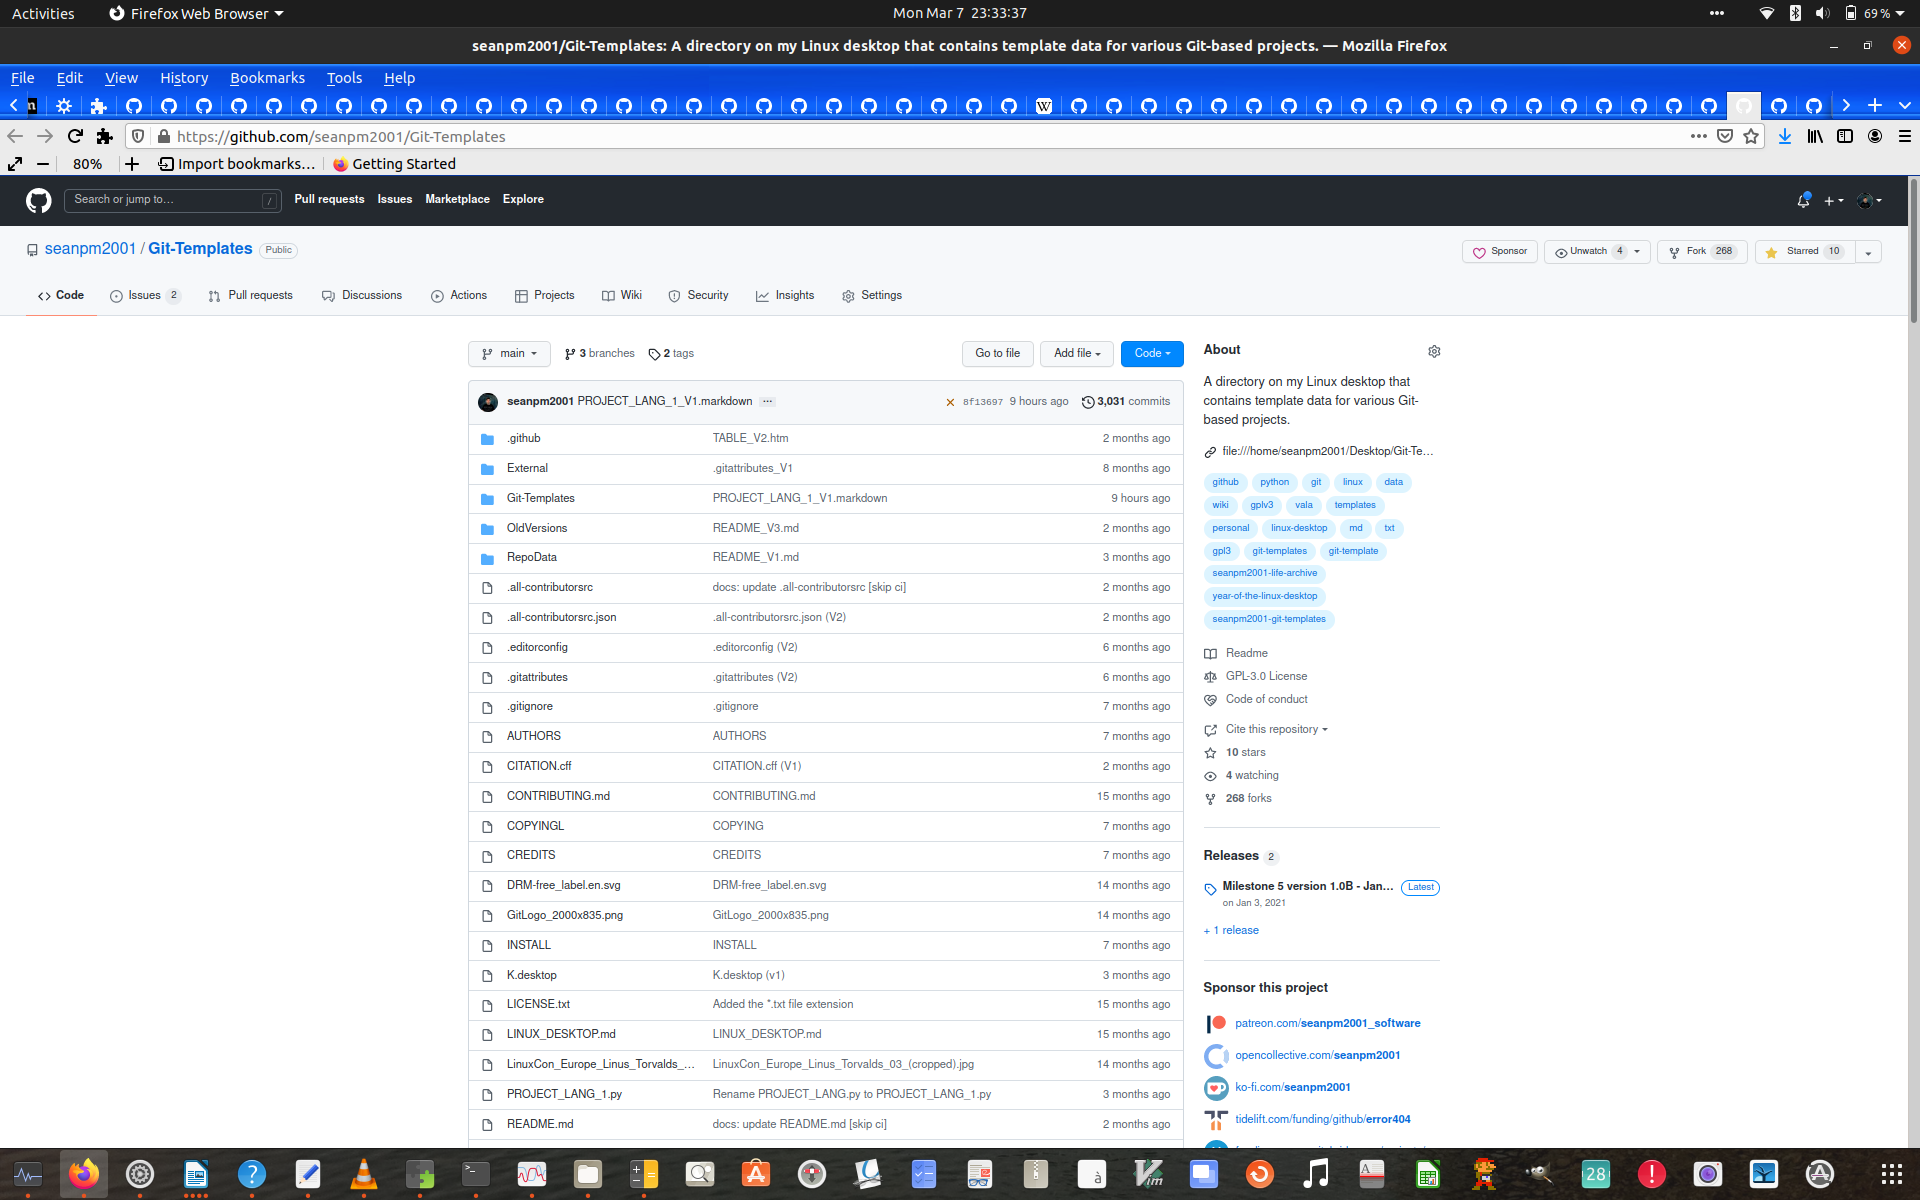 Activities Firefox Web Browser Mon Mar 7 23:33:37 69 %
seanpm2001/Git-Templates: A directory on my Linux desktop that contains template data for various Git-based projects. — Mozilla Firefox
File Edit View History Bookmarks Tools Help
https://github.com/seanpm2001/Git-Templates
80% Import bookmarks… Getting Started
Search or jump to… / Pull requests Issues Marketplace Explore
seanpm2001 / Git-Templates Public Sponsor Unwatch 4 Fork 268 Starred 10
Code Issues 2 Pull requests Discussions Actions Projects Wiki Security Insights Settings
main 3 branches 2 tags Go to file Add file Code
seanpm2001 PROJECT_LANG_1_V1.markdown ... 8f13697 9 hours ago 3,031 commits
.github TABLE_V2.htm 2 months ago
External .gitattributes_V1 8 months ago
Git-Templates PROJECT_LANG_1_V1.markdown 9 hours ago
OldVersions README_V3.md 2 months ago
RepoData README_V1.md 3 months ago
.all-contributorsrc docs: update .all-contributorsrc [skip ci] 2 months ago
.all-contributorsrc.json .all-contributorsrc.json (V2) 2 months ago
.editorconfig .editorconfig (V2) 6 months ago
.gitattributes .gitattributes (V2) 6 months ago
.gitignore .gitignore 7 months ago
AUTHORS AUTHORS 7 months ago
CITATION.cff CITATION.cff (V1) 2 months ago
CONTRIBUTING.md CONTRIBUTING.md 15 months ago
COPYINGL COPYING 7 months ago
CREDITS CREDITS 7 months ago
DRM-free_label.en.svg DRM-free_label.en.svg 14 months ago
GitLogo_2000x835.png GitLogo_2000x835.png 14 months ago
INSTALL INSTALL 7 months ago
K.desktop K.desktop (v1) 3 months ago
LICENSE.txt Added the *.txt file extension 15 months ago
LINUX_DESKTOP.md LINUX_DESKTOP.md 15 months ago
LinuxCon_Europe_Linus_Torvalds_… LinuxCon_Europe_Linus_Torvalds_03_(cropped).jpg 14 months ago
PROJECT_LANG_1.py Rename PROJECT_LANG.py to PROJECT_LANG_1.py 3 months ago
README.md docs: update README.md [skip ci] 2 months ago
About
A directory on my Linux desktop that
contains template data for various Git-
based projects.
file:///home/seanpm2001/Desktop/Git-Te…
github python git linux data
wiki gplv3 vala templates
personal linux-desktop md txt
gpl3 git-templates git-template
seanpm2001-life-archive
year-of-the-linux-desktop
seanpm2001-git-templates
Readme
GPL-3.0 License
Code of conduct
Cite this repository
10 stars
4 watching
268 forks
Releases 2
Milestone 5 version 1.0B - Jan… Latest
on Jan 3, 2021
+ 1 release
Sponsor this project
patreon.com/seanpm2001_software
opencollective.com/seanpm2001
ko-fi.com/seanpm2001
tidelift.com/funding/github/error404
28